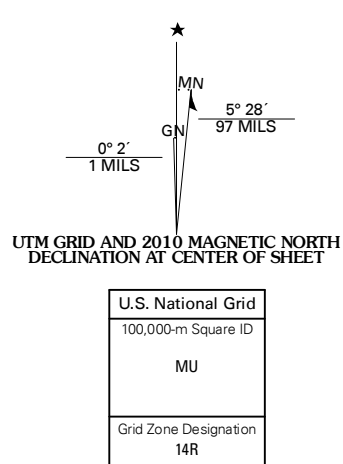 ★
MN
5° 28´
97 MILS
GN
0° 2´
1 MILS
UTM GRID AND 2010 MAGNETIC NORTH
DECLINATION AT CENTER OF SHEET
U.S. National Grid
100,000-m Square ID
MU
Grid Zone Designation
14R